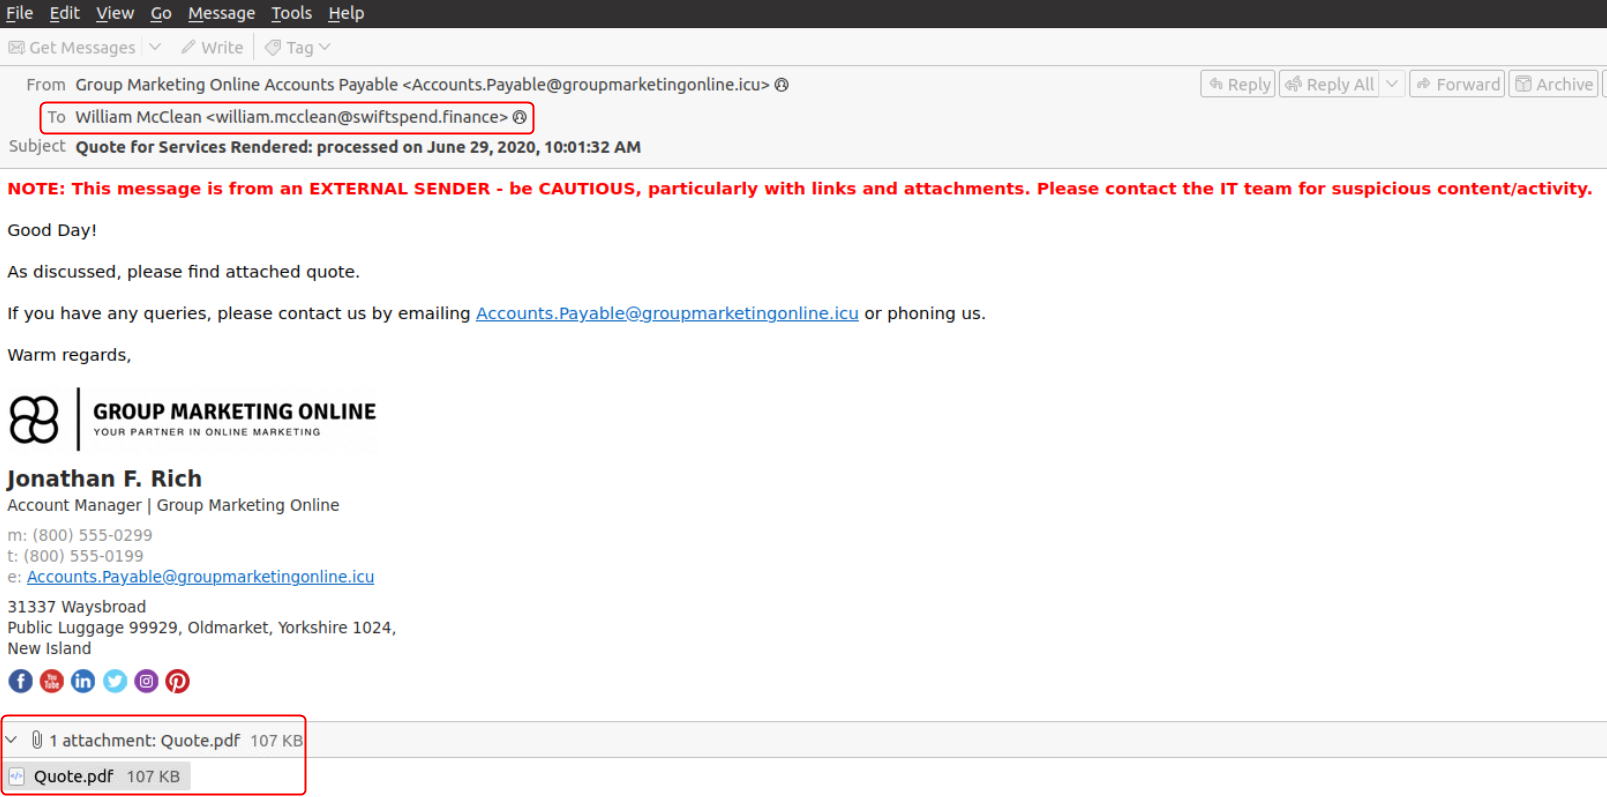 File Edit View Go Message Tools Help
Get Messages Write Tag
From Group Marketing Online Accounts Payable <Accounts.Payable@groupmarketingonline.icu> Reply Reply All Forward Archive
To William McClean <william.mcclean@swiftspend.finance>
Subject Quote for Services Rendered: processed on June 29, 2020, 10:01:32 AM
NOTE: This message is from an EXTERNAL SENDER - be CAUTIOUS, particularly with links and attachments. Please contact the IT team for suspicious content/activity.
Good Day!
As discussed, please find attached quote.
If you have any queries, please contact us by emailing Accounts.Payable@groupmarketingonline.icu or phoning us.
Warm regards,
GROUP MARKETING ONLINE
YOUR PARTNER IN ONLINE MARKETING
Jonathan F. Rich
Account Manager | Group Marketing Online
m: (800) 555-0299
t: (800) 555-0199
e: Accounts.Payable@groupmarketingonline.icu
31337 Waysbroad
Public Luggage 99929, Oldmarket, Yorkshire 1024,
New Island
1 attachment: Quote.pdf 107 KB
Quote.pdf 107 KB